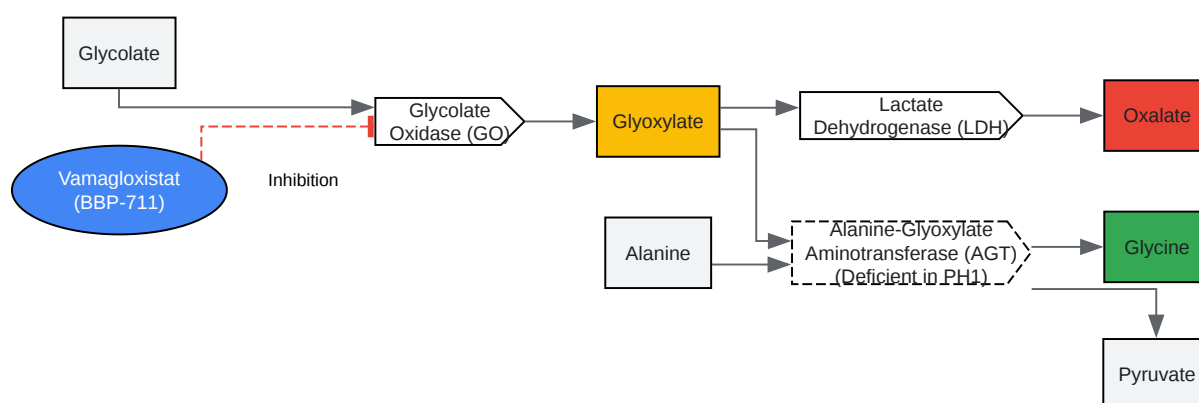 Glycolate
Glycolate
Oxidase (GO)
Glyoxylate
Lactate
Dehydrogenase (LDH)
Oxalate
Vamagloxistat
(BBP-711)
Inhibition
Alanine
Alanine-Glyoxylate
Aminotransferase (AGT)
(Deficient in PH1)
Glycine
Pyruvate